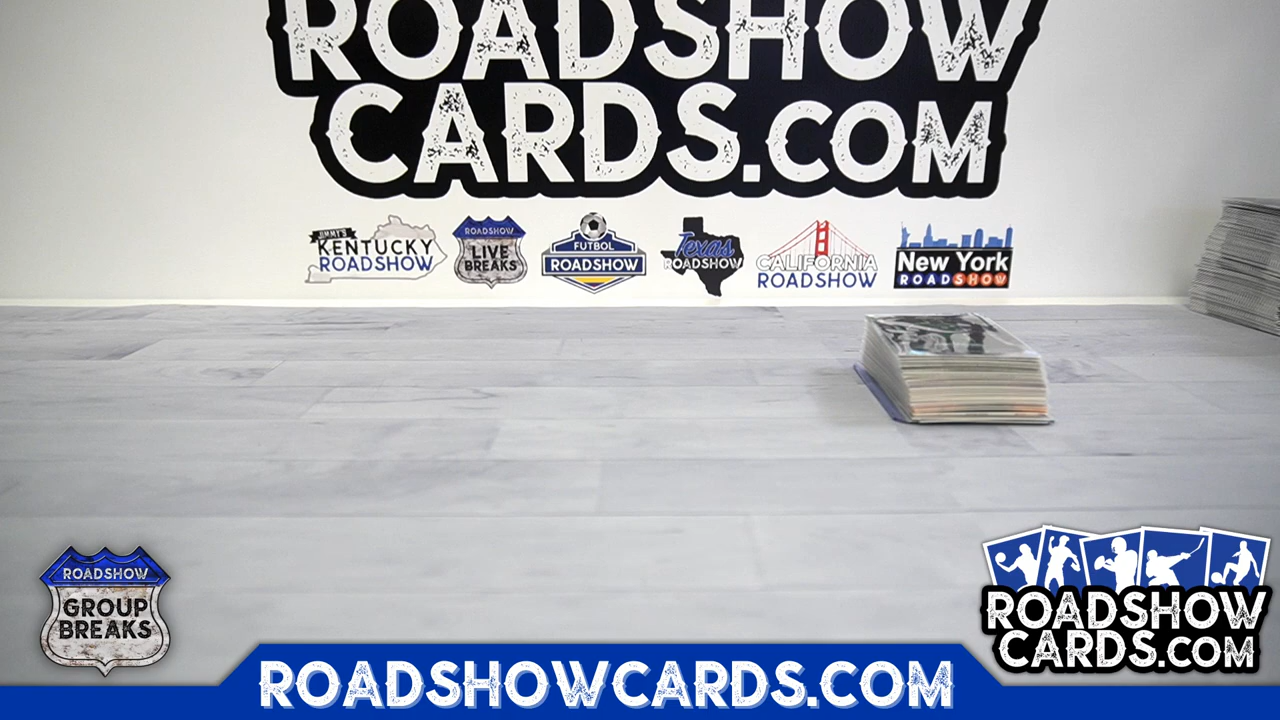 ROADSHOW
CARDS.COM
JIMMY'S
KENTUCKY
ROADSHOW
ROADSHOW
LIVE
BREAKS
FUTBOL
ROADSHOW
Texas
ROADSHOW
CALIFORNIA
ROADSHOW
New York
ROADSHOW
ROADSHOW
GROUP
BREAKS
ROADSHOW
CARDS.COM
ROADSHOWCARDS.COM